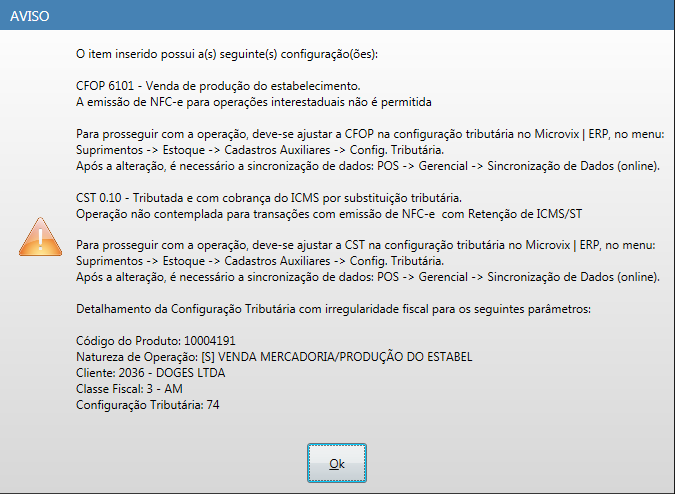 AVISO
O item inserido possui a(s) seguinte(s) configuração(ões):
CFOP 6101 - Venda de produção do estabelecimento.
A emissão de NFC-e para operações interestaduais não é permitida
Para prosseguir com a operação, deve-se ajustar a CFOP na configuração tributária no Microvix | ERP, no menu:
Suprimentos -> Estoque -> Cadastros Auxiliares -> Config. Tributária.
Após a alteração, é necessário a sincronização de dados: POS -> Gerencial -> Sincronização de Dados (online).
CST 0.10 - Tributada e com cobrança do ICMS por substituição tributária.
Operação não contemplada para transações com emissão de NFC-e  com Retenção de ICMS/ST
Para prosseguir com a operação, deve-se ajustar a CST na configuração tributária no Microvix | ERP, no menu:
Suprimentos -> Estoque -> Cadastros Auxiliares -> Config. Tributária.
Após a alteração, é necessário a sincronização de dados: POS -> Gerencial -> Sincronização de Dados (online).
Detalhamento da Configuração Tributária com irregularidade fiscal para os seguintes parâmetros:
Código do Produto: 10004191
Natureza de Operação: [S] VENDA MERCADORIA/PRODUÇÃO DO ESTABEL
Cliente: 2036 - DOGES LTDA
Classe Fiscal: 3 - AM
Configuração Tributária: 74
Ok